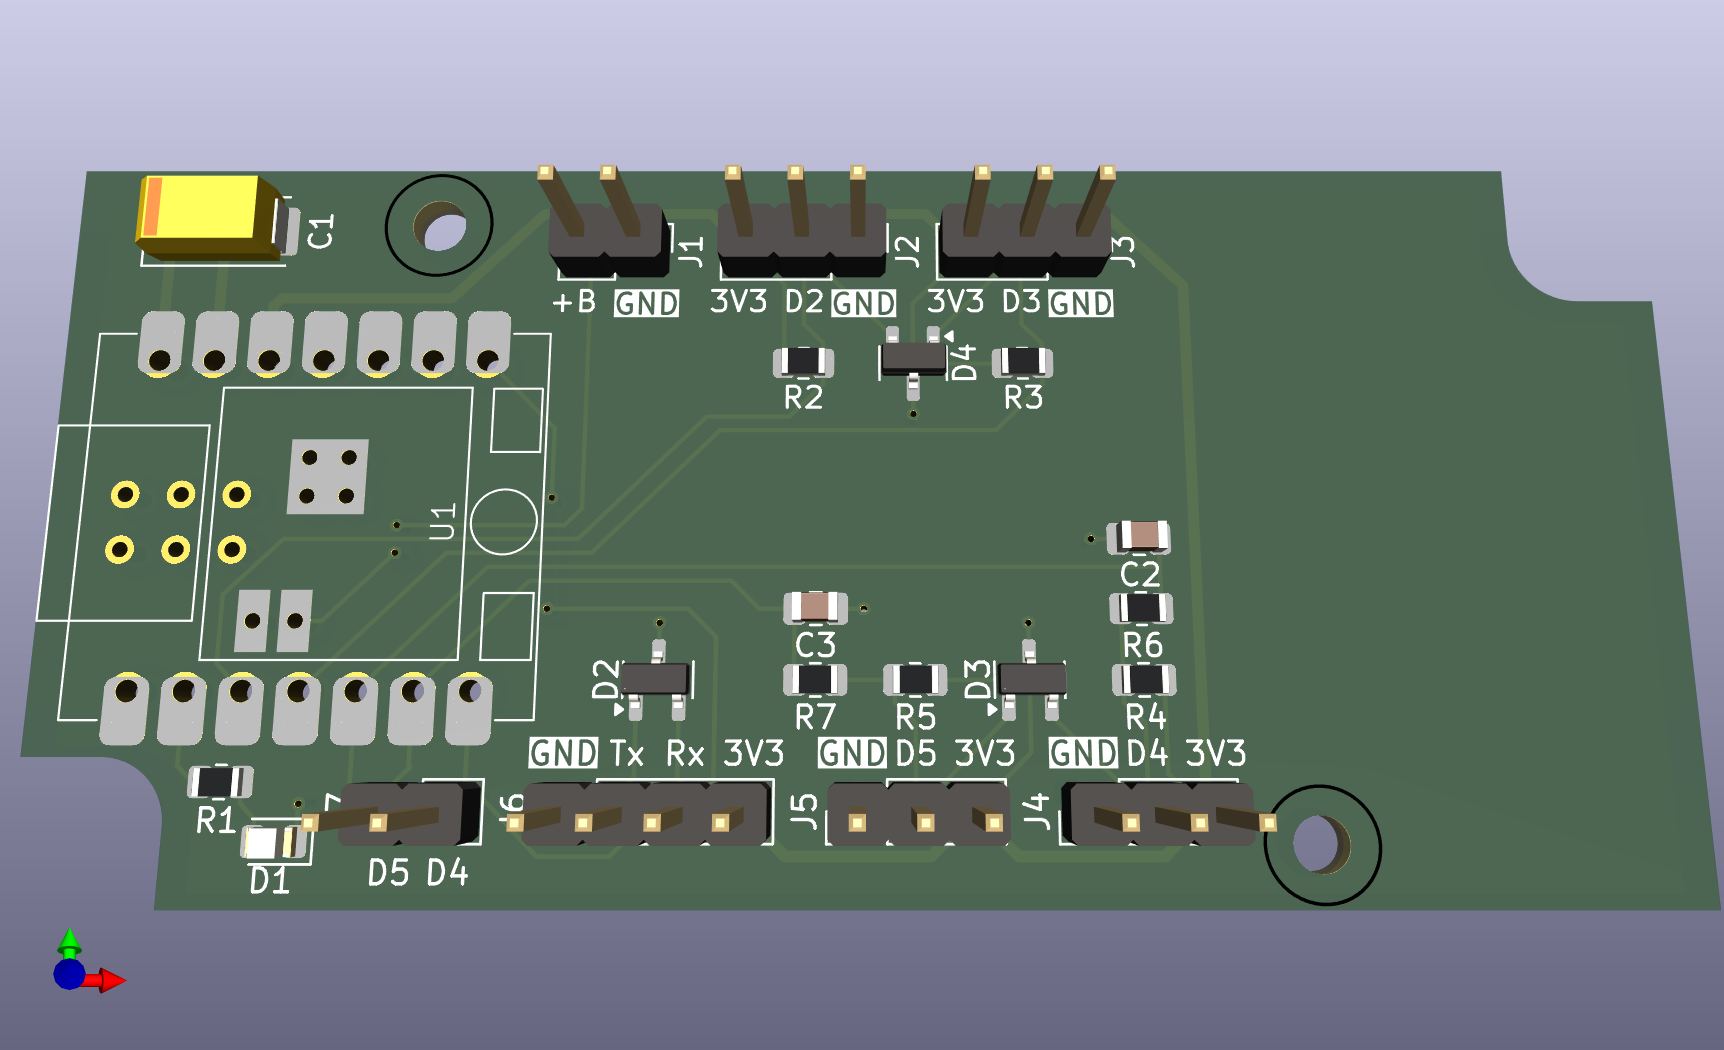 C1
J1
J2
J3
+B GND
3V3 D2 GND
3V3 D3 GND
R2
D4
R3
U1
C2
C3
R6
D2
R7
R5
D3
R4
GND Tx Rx 3V3
GND D5 3V3
GND D4 3V3
R1
7
6
J5
J4
D1
D5 D4